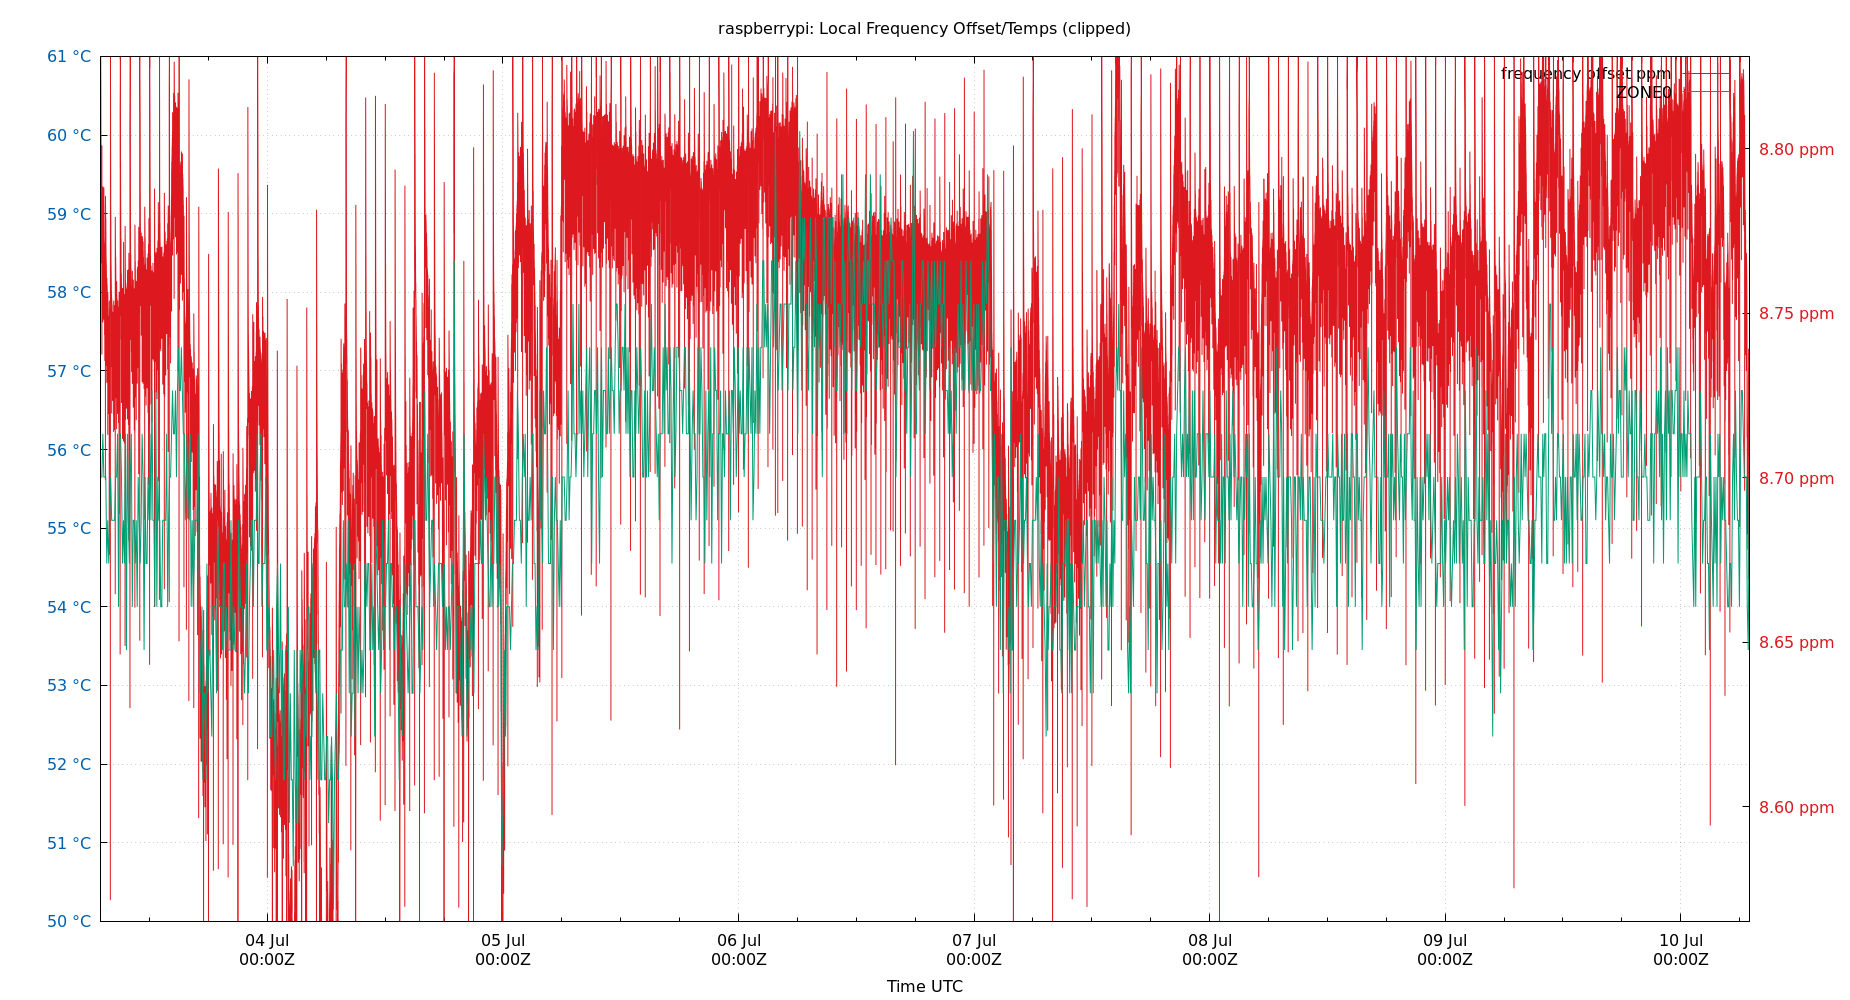 raspberrypi: Local Frequency Offset/Temps (clipped)
61 °C
60 °C
59 °C
58 °C
57 °C
56 °C
55 °C
54 °C
53 °C
52 °C
51 °C
50 °C
frequency offset ppm
ZONE0
8.80 ppm
8.75 ppm
8.70 ppm
8.65 ppm
8.60 ppm
04 Jul 05 Jul 06 Jul 07 Jul 08 Jul 09 Jul 10 Jul
00:00Z 00:00Z 00:00Z 00:00Z 00:00Z 00:00Z 00:00Z
Time UTC